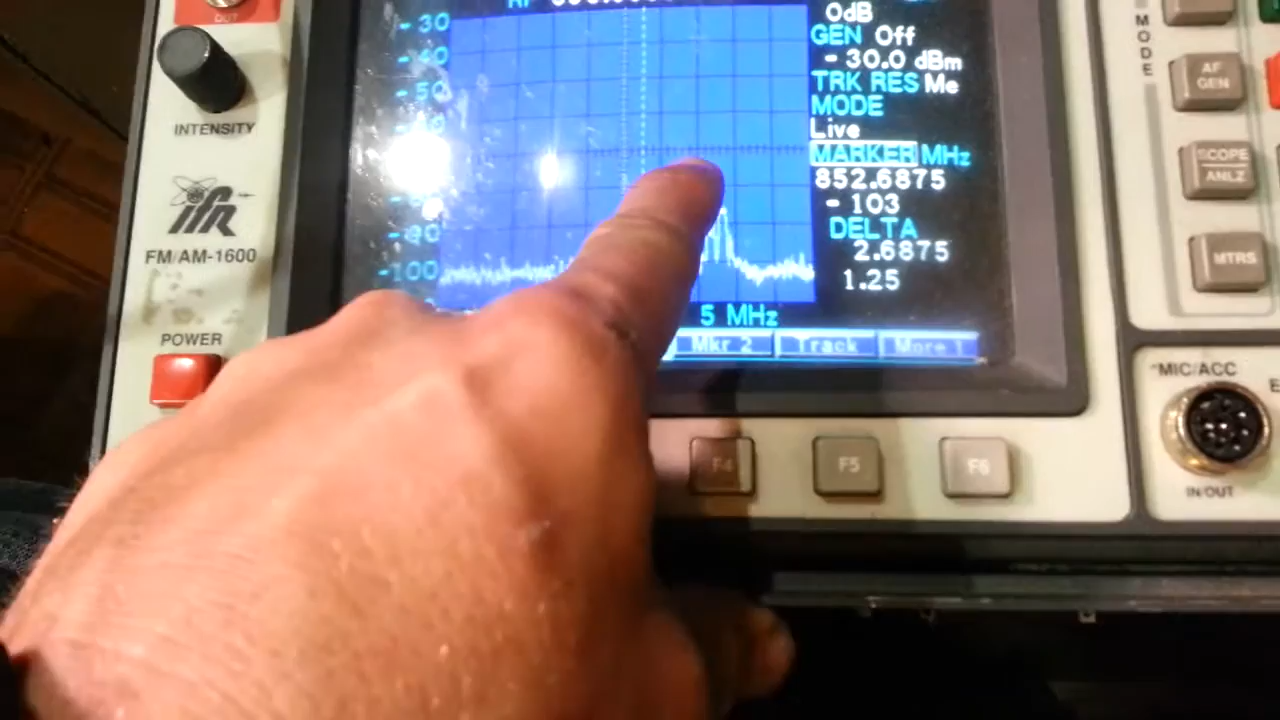 OUT
INTENSITY
IFR
FM/AM-1600
POWER
RF
-30
-40
-50
-90
-100
5 MHz
0dB
GEN Off
-30.0 dBm
TRK RES Me
MODE
Live
MARKER MHz
852.6875
-103
DELTA
2.6875
1.25
Mkr 2
Track
More 1
F4
F5
F6
MODE
AF
GEN
SCOPE
ANLZ
MTRS
MIC/ACC
IN/OUT